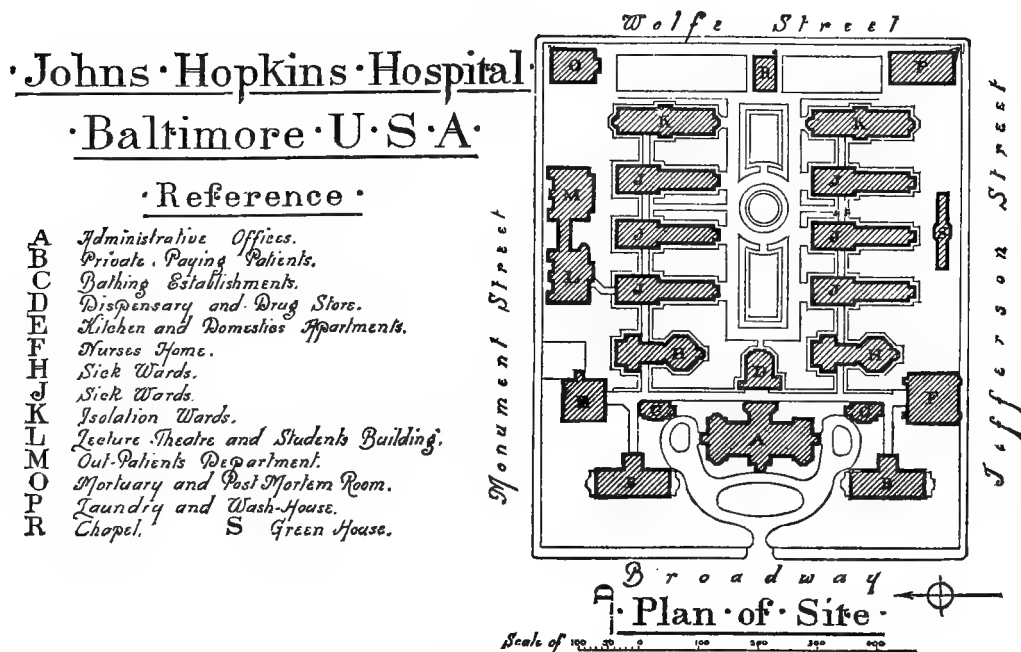 ·Johns·Hopkins·Hospital·
·Baltimore·U·S·A·
·Reference·
A Administrative Offices.
B Private. Paying Patients.
C Bathing Establishments.
D Dispensary and Drug Store.
E Kitchen and Domestics Apartments.
F Nurses Home.
H Sick Wards.
J Sick Wards.
K Isolation Wards.
L Lecture Theatre and Students Building.
M Out-Patients Department.
O Mortuary and Post Mortem Room.
P Laundry and Wash-House.
R Chapel. S Green House.
Wolfe Street
O R P
K K
J J
M
J J
S
L J J
H H
D
F
C C
A
B
Monument Street
Jefferson Street
Broadway
D
·Plan·of·Site·
Scale of 100 50 0 100 200 300 400